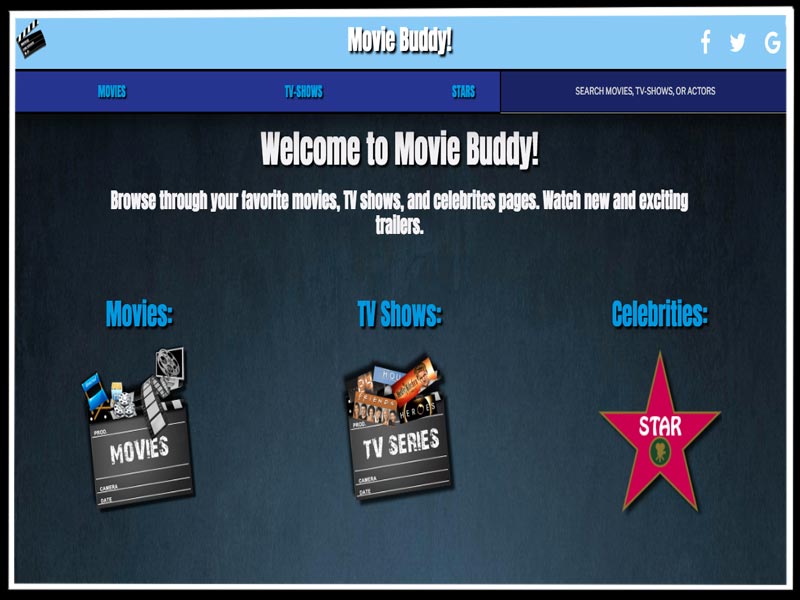 Movie Buddy!
f
G
MOVIES
TV-SHOWS
STARS
SEARCH MOVIES, TV-SHOWS, OR ACTORS
Welcome to Movie Buddy!
Browse through your favorite movies, TV shows, and celebrites pages. Watch new and exciting
trailers.
Movies:
TV Shows:
Celebrities:
PROD.
MOVIES
CAMERA
DATE
HOU
FRIENDS
HEROES
PROD.
TV SERIES
CAMERA
DATE
STAR